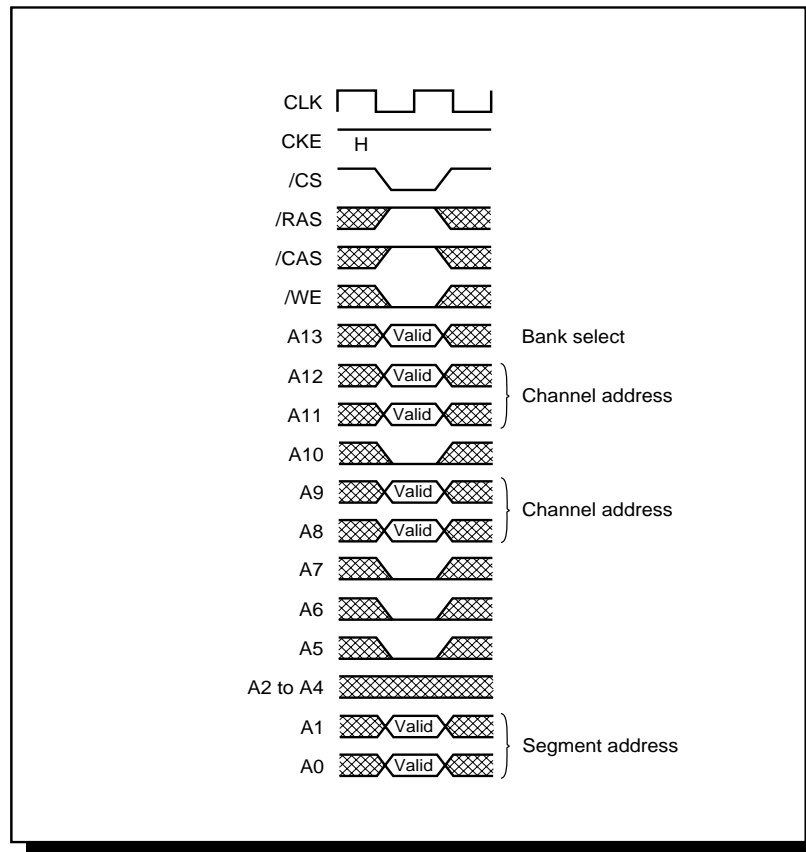 CLK
CKE H
/CS
/RAS
/CAS
/WE
A13 Valid Bank select
A12 Valid
Channel address
A11 Valid
A10
A9 Valid
Channel address
A8 Valid
A7
A6
A5
A2 to A4
A1 Valid
Segment address
A0 Valid